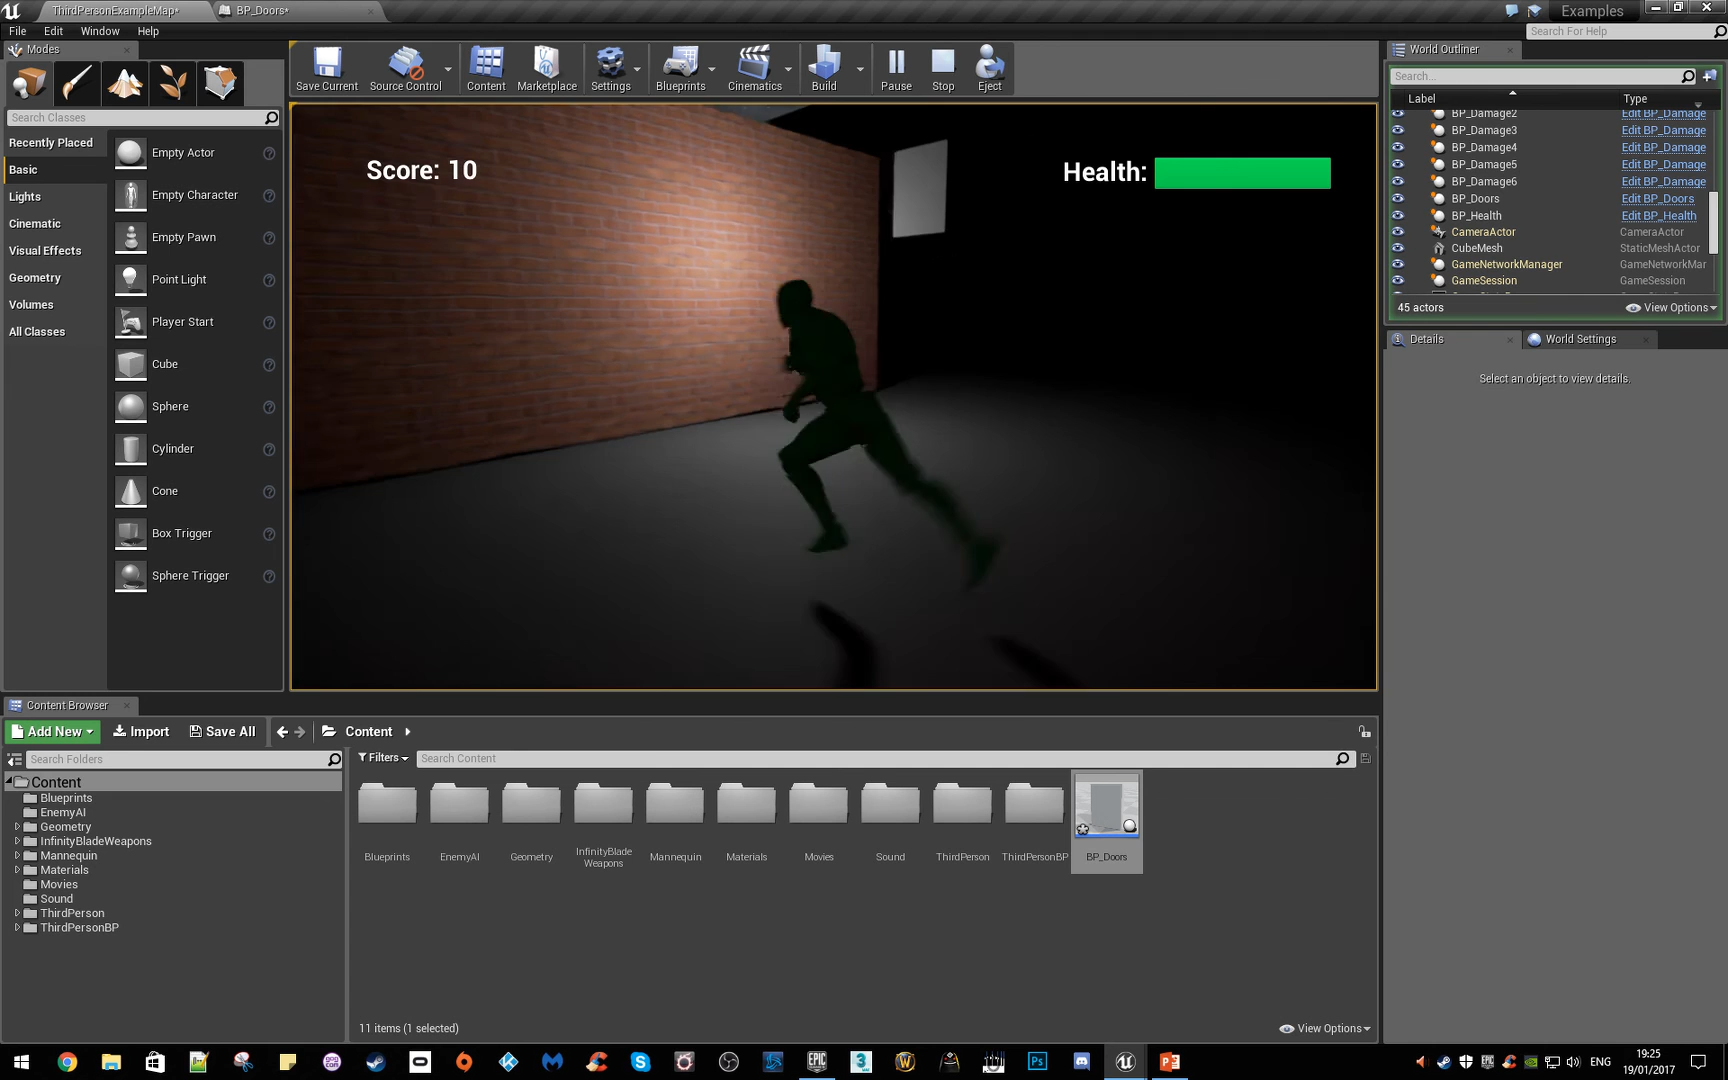 ThirdPersonExampleMap*
BP_Doors*
Examples
File Edit Window Help
Search For Help
Modes
Search Classes
Recently Placed
Basic
Lights
Cinematic
Visual Effects
Geometry
Volumes
All Classes
Empty Actor
Empty Character
Empty Pawn
Point Light
Player Start
Cube
Sphere
Cylinder
Cone
Box Trigger
Sphere Trigger
Save Current
Source Control
Content
Marketplace
Settings
Blueprints
Cinematics
Build
Pause
Stop
Eject
Score: 10
Health:
World Outliner
Search...
Label Type
BP_Damage2 Edit BP_Damage
BP_Damage3 Edit BP_Damage
BP_Damage4 Edit BP_Damage
BP_Damage5 Edit BP_Damage
BP_Damage6 Edit BP_Damage
BP_Doors Edit BP_Doors
BP_Health Edit BP_Health
CameraActor CameraActor
CubeMesh StaticMeshActor
GameNetworkManager GameNetworkMar
GameSession GameSession
45 actors
View Options
Details
World Settings
Select an object to view details.
Content Browser
Add New Import Save All Content
Search Folders
Filters
Search Content
Content
Blueprints
EnemyAI
Geometry
InfinityBladeWeapons
Mannequin
Materials
Movies
Sound
ThirdPerson
ThirdPersonBP
Blueprints
EnemyAI
Geometry
InfinityBlade
Weapons
Mannequin
Materials
Movies
Sound
ThirdPerson
ThirdPersonBP
BP_Doors
11 items (1 selected)
View Options
EPIC
Ps
ENG
19:25
19/01/2017